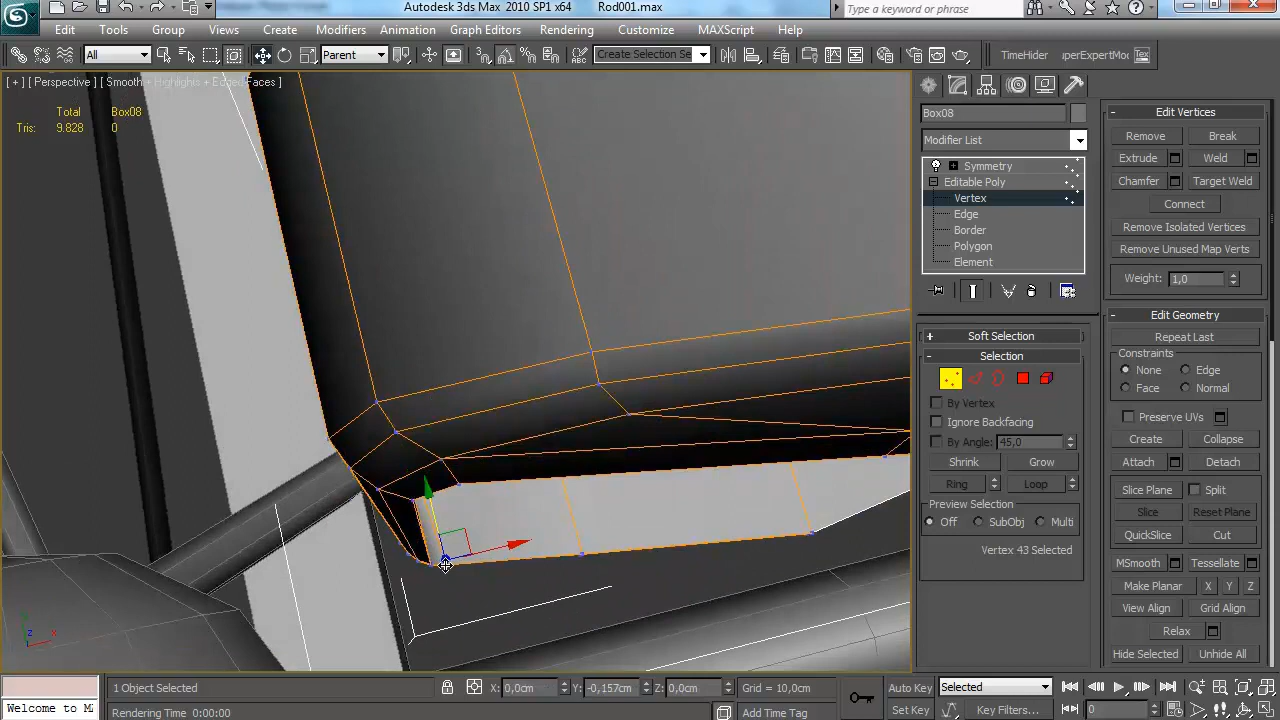 Autodesk 3ds Max 2010 SP1 x64 Rod001.max
Type a keyword or phrase
Edit Tools Group Views Create Modifiers Animation Graph Editors Rendering Customize MAXScript Help
All Parent Create Selection Se TimeHider
[ + ] [ Perspective ] [ Smooth + Highlights + Edged Faces ]
Total Box08
Tris: 9.828 0
Box08
Modifier List
Symmetry
Editable Poly
Vertex
Edge
Border
Polygon
Element
+ Soft Selection
- Selection
By Vertex
Ignore Backfacing
By Angle: 45,0
Shrink Grow
Ring Loop
Preview Selection
Off SubObj Multi
Vertex 43 Selected
- Edit Vertices
Remove Break
Extrude Weld
Chamfer Target Weld
Connect
Remove Isolated Vertices
Remove Unused Map Verts
Weight: 1,0
- Edit Geometry
Repeat Last
Constraints
None Edge
Face Normal
Preserve UVs
Create Collapse
Attach Detach
Slice Plane Split
Slice Reset Plane
QuickSlice Cut
MSmooth Tessellate
Make Planar X Y Z
View Align Grid Align
Relax
Hide Selected Unhide All
z x
1 Object Selected X: 0,0cm Y: -0,157cm Z: 0,0cm Grid = 10,0cm Auto Key Selected
Welcome to Rendering Time 0:00:00 Add Time Tag Set Key Key Filters... 0